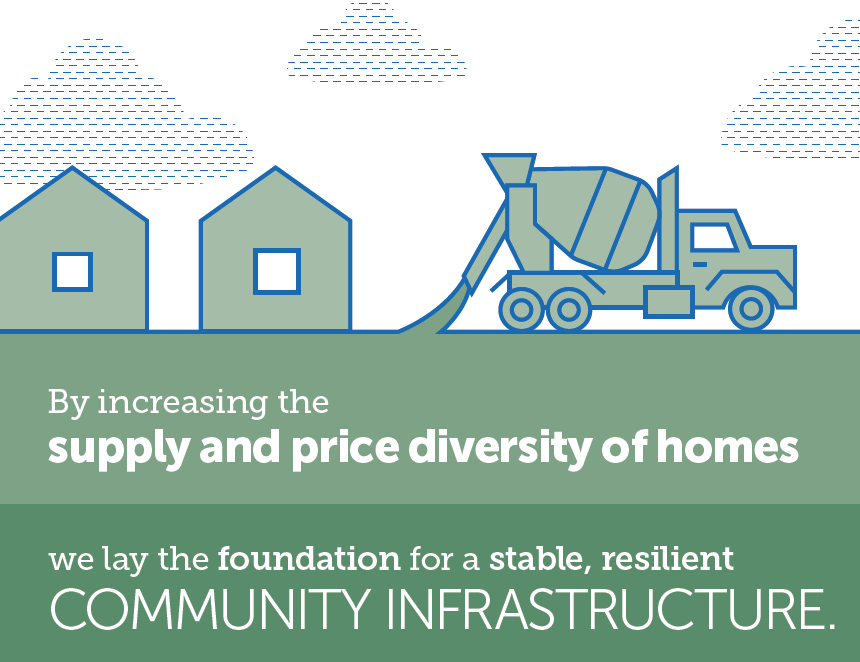 By increasing the
supply and price diversity of homes
we lay the foundation for a stable, resilient
COMMUNITY INFRASTRUCTURE.